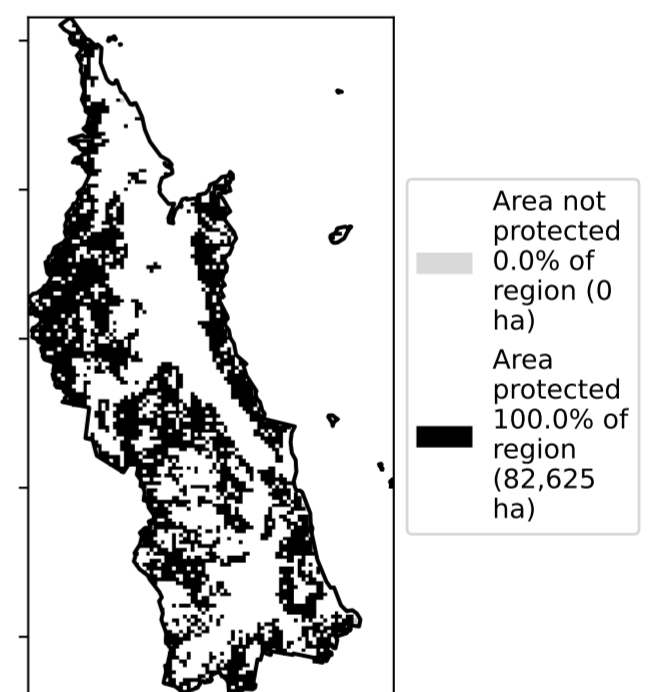 Area not
protected
0.0% of
region (0
ha)
Area
protected
100.0% of
region
(82,625
ha)